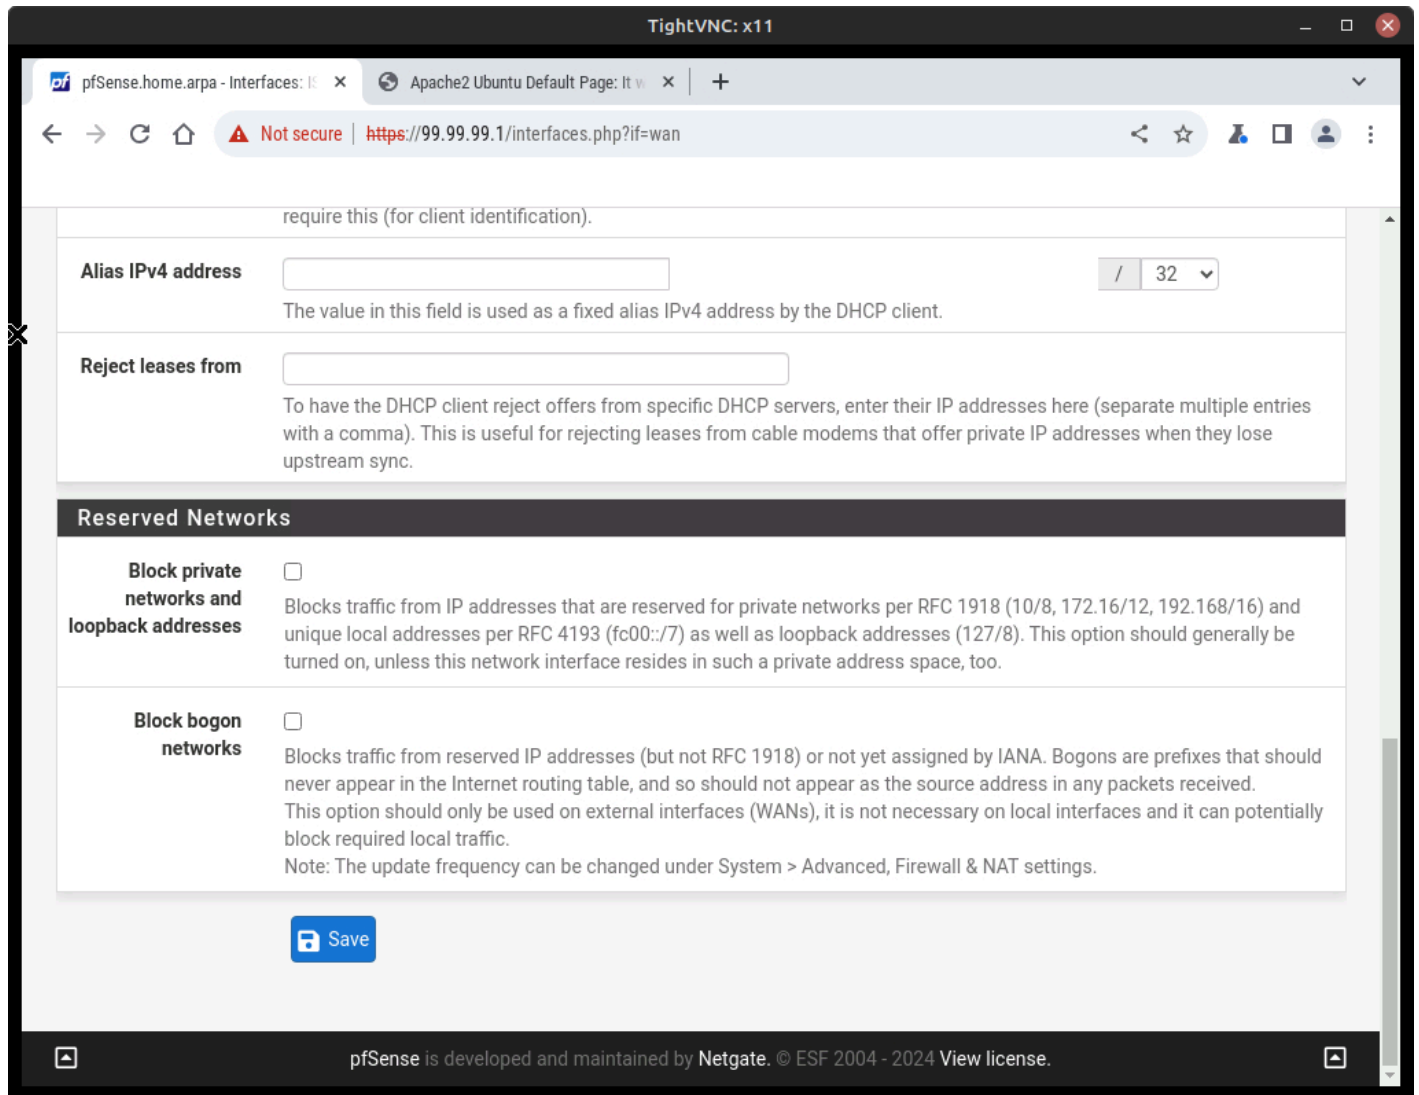 TightVNC: x11
pfSense.home.arpa - Interfaces: IS
Apache2 Ubuntu Default Page: It w
Not secure | https://99.99.99.1/interfaces.php?if=wan
require this (for client identification).
Alias IPv4 address
/ 32
The value in this field is used as a fixed alias IPv4 address by the DHCP client.
Reject leases from
To have the DHCP client reject offers from specific DHCP servers, enter their IP addresses here (separate multiple entries
with a comma). This is useful for rejecting leases from cable modems that offer private IP addresses when they lose
upstream sync.
Reserved Networks
Block private
networks and
loopback addresses
Blocks traffic from IP addresses that are reserved for private networks per RFC 1918 (10/8, 172.16/12, 192.168/16) and
unique local addresses per RFC 4193 (fc00::/7) as well as loopback addresses (127/8). This option should generally be
turned on, unless this network interface resides in such a private address space, too.
Block bogon
networks
Blocks traffic from reserved IP addresses (but not RFC 1918) or not yet assigned by IANA. Bogons are prefixes that should
never appear in the Internet routing table, and so should not appear as the source address in any packets received.
This option should only be used on external interfaces (WANs), it is not necessary on local interfaces and it can potentially
block required local traffic.
Note: The update frequency can be changed under System > Advanced, Firewall & NAT settings.
Save
pfSense is developed and maintained by Netgate. © ESF 2004 - 2024 View license.